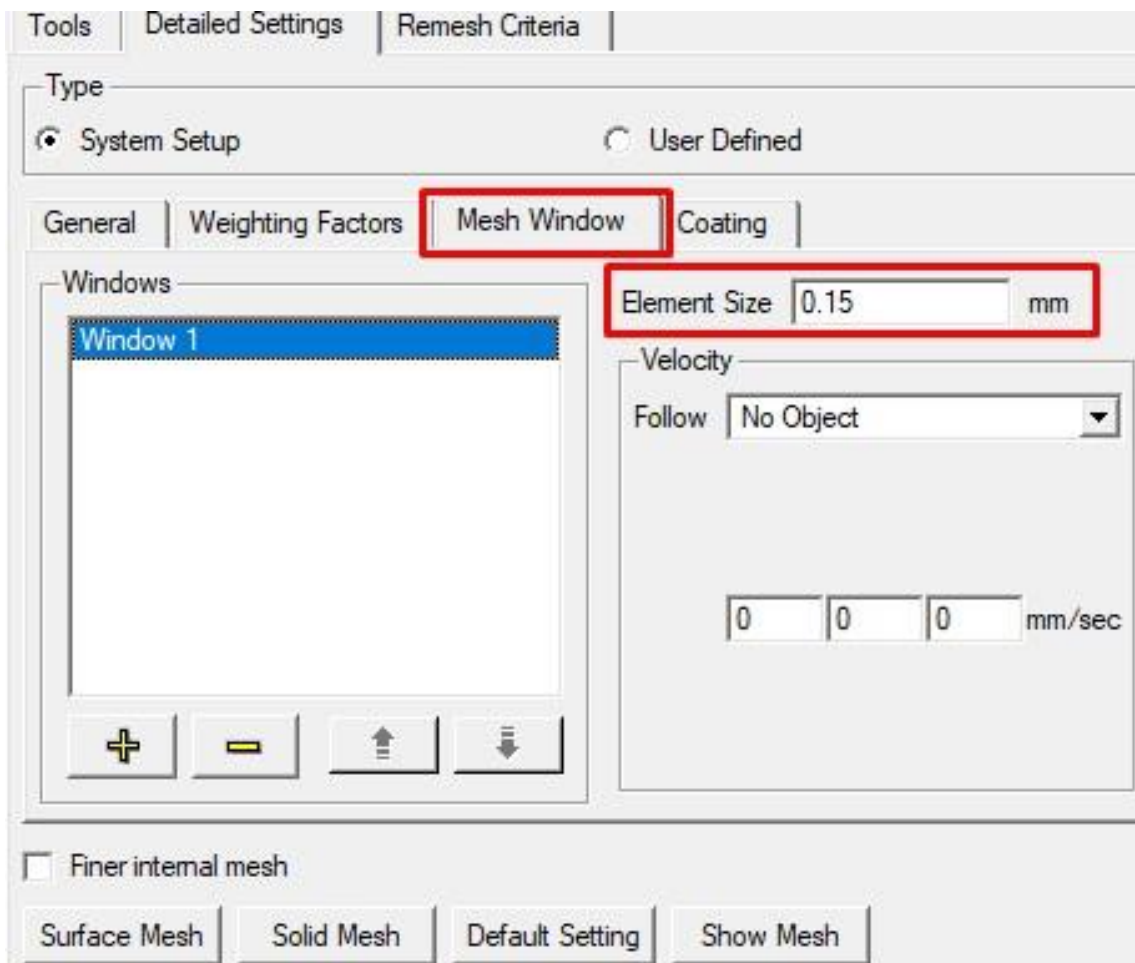 Tools Detailed Settings Remesh Criteria
Type
System Setup User Defined
General Weighting Factors Mesh Window Coating
Windows
Element Size 0.15 mm
Window 1
Velocity
Follow No Object
0 0 0 mm/sec
Finer internal mesh
Surface Mesh Solid Mesh Default Setting Show Mesh